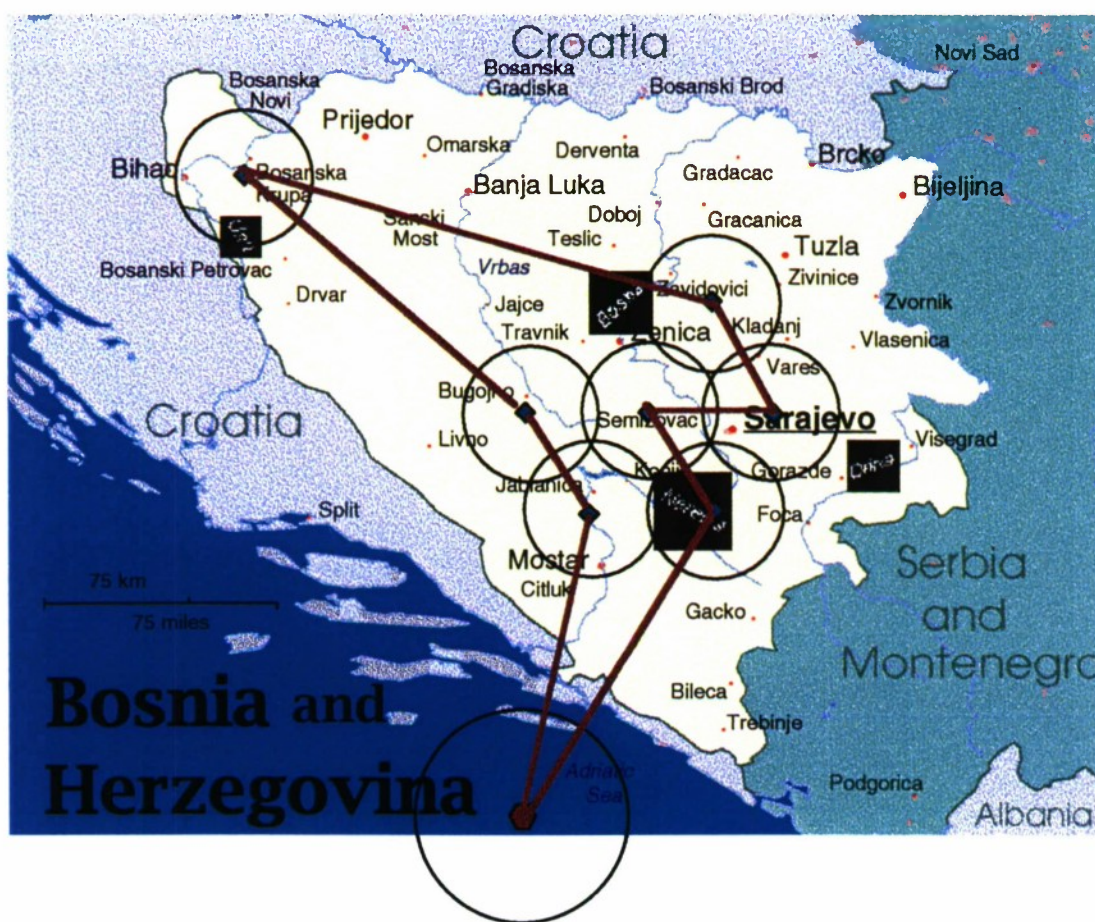 Croatia
Novi Sad
Bosanska
Novi
Bosanska
Gradiska
Bosanski Brod
Prijedor
Omarska
Derventa
Brcko
Gradacac
Bihac
Bosanska
Krupa
Banja Luka
Bijeljina
Sanski
Most
Doboj
Gracanica
Teslic
Tuzla
Una
Bosanski Petrovac
Vrbas
Zivinice
Drvar
Bosna
Zavidovici
Zvornik
Jajce
Travnik
Zenica
Kladanj
Vlasenica
Vares
Bugojno
Croatia
Semizovac
Sarajevo
Livno
Visegrad
Jablanica
Gorazde
Drina
Split
Foca
Mostar
Citluk
Serbia
and
Montenegro
75 km
75 miles
Gacko
Bosnia and
Herzegovina
Bileca
Trebinje
Adriatic
Sea
Podgorica
Albania